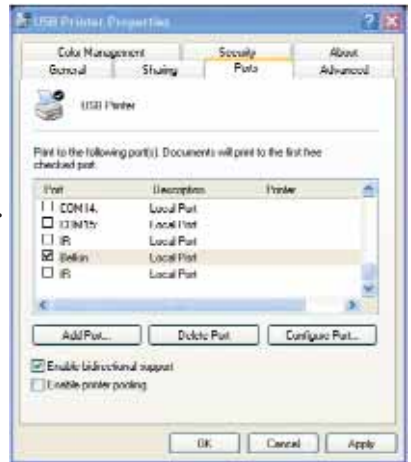 USB Printer Properties
Color Management Security About
General Sharing Ports Advanced
USB Printer
Print to the following port(s). Documents will print to the first free
checked port.
Port Description Printer
COM14: Local Port
COM15: Local Port
IR Local Port
Belkin Local Port
IR Local Port
Add Port... Delete Port Configure Port...
Enable bidirectional support
Enable printer pooling
OK Cancel Apply